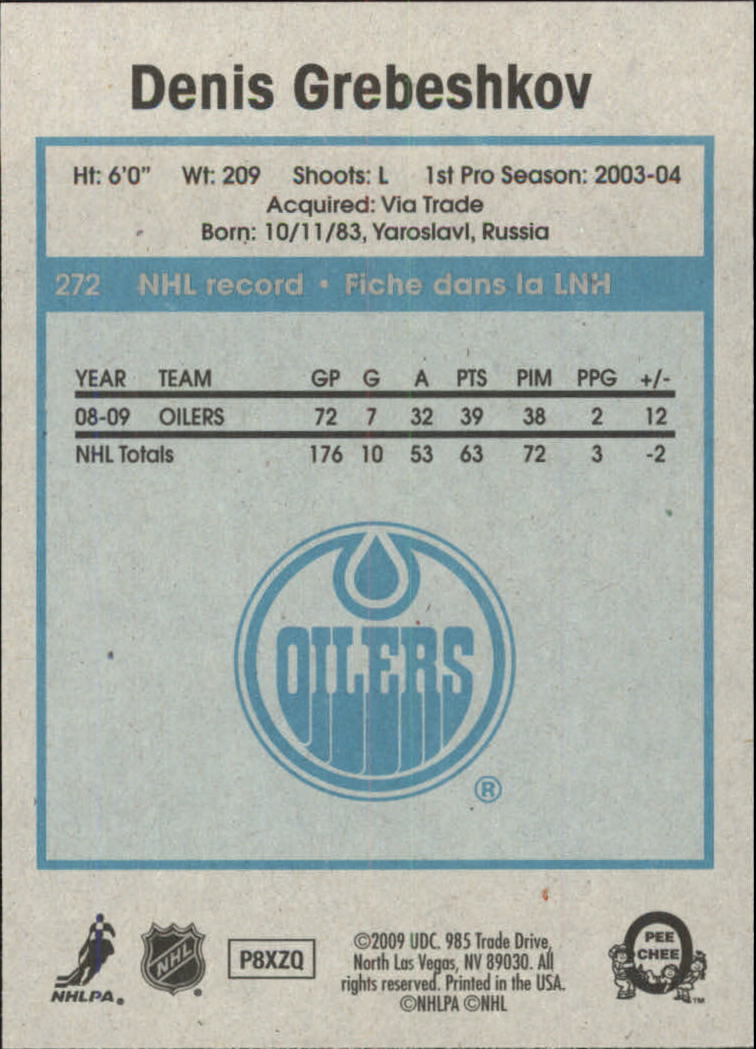 Denis Grebeshkov
Ht: 6'0" Wt: 209 Shoots: L 1st Pro Season: 2003-04
Acquired: Via Trade
Born: 10/11/83, Yaroslavl, Russia
272 NHL record • Fiche dans la LNH
YEAR TEAM GP G A PTS PIM PPG +/-
08-09 OILERS 72 7 32 39 38 2 12
NHL Totals 176 10 53 63 72 3 -2
OILERS
®
NHLPA®
NHL
P8XZQ
©2009 UDC. 985 Trade Drive,
North Las Vegas, NV 89030. All
rights reserved. Printed in the USA.
©NHLPA ©NHL
O
PEE
CHEE
™